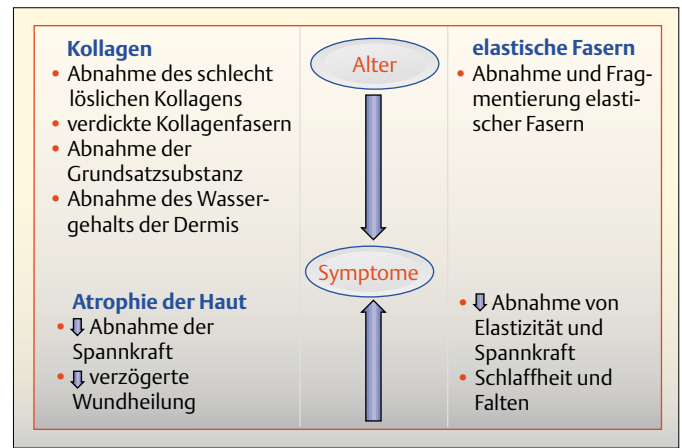 Kollagen
• Abnahme des schlecht
löslichen Kollagens
• verdickte Kollagenfasern
• Abnahme der
Grundsatzsubstanz
• Abnahme des Wasser-
gehalts der Dermis
Alter
elastische Fasern
• Abnahme und Frag-
mentierung elasti-
scher Fasern
Symptome
Atrophie der Haut
• ⇩ Abnahme der
Spannkraft
• ⇩ verzögerte
Wundheilung
• ⇩ Abnahme von
Elastizität und
Spannkraft
• Schlaffheit und
Falten